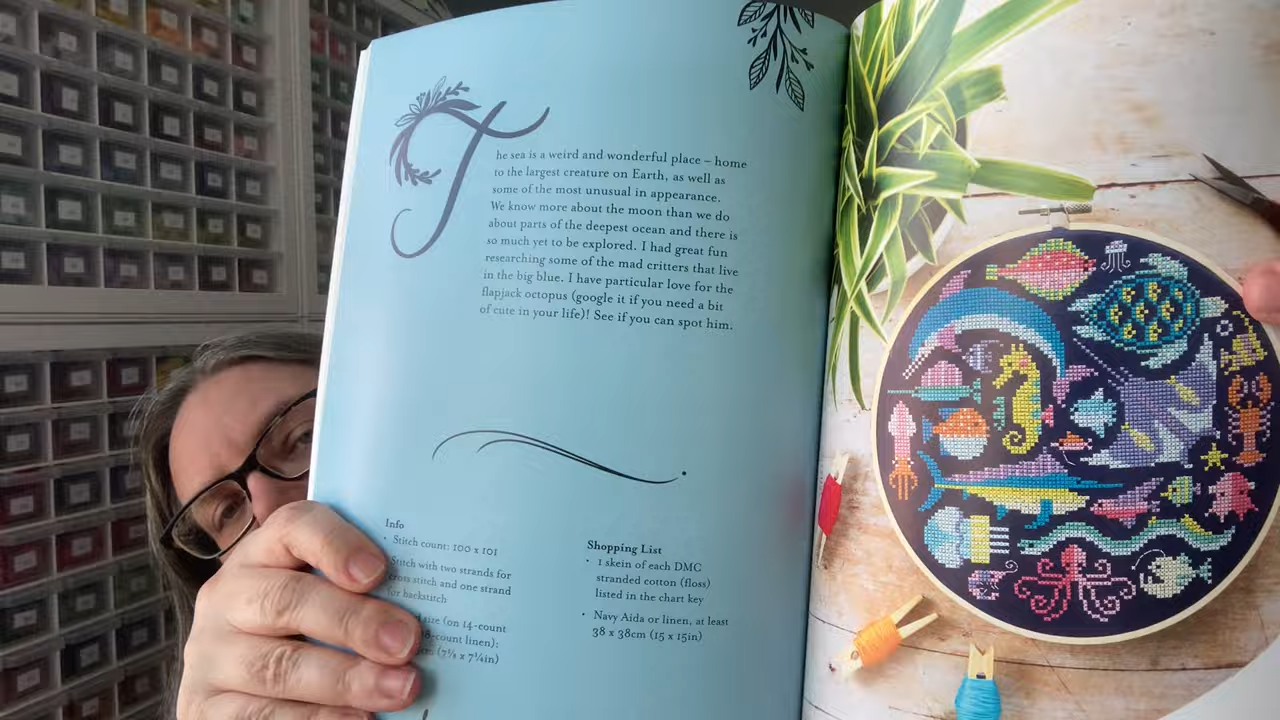 The sea is a weird and wonderful place – home
to the largest creature on Earth, as well as
some of the most unusual in appearance.
We know more about the moon than we do
about parts of the deepest ocean and there is
so much yet to be explored. I had great fun
researching some of the mad critters that live
in the big blue. I have particular love for the
flapjack octopus (google it if you need a bit
of cute in your life)! See if you can spot him.
Info
• Stitch count: 100 x 101
Stitch with two strands for
cross stitch and one strand
for backstitch
size (on 14-count
-count linen):
cm (7⅛ x 7¼in)
Shopping List
• 1 skein of each DMC
stranded cotton (floss)
listed in the chart key
• Navy Aida or linen, at least
38 x 38cm (15 x 15in)